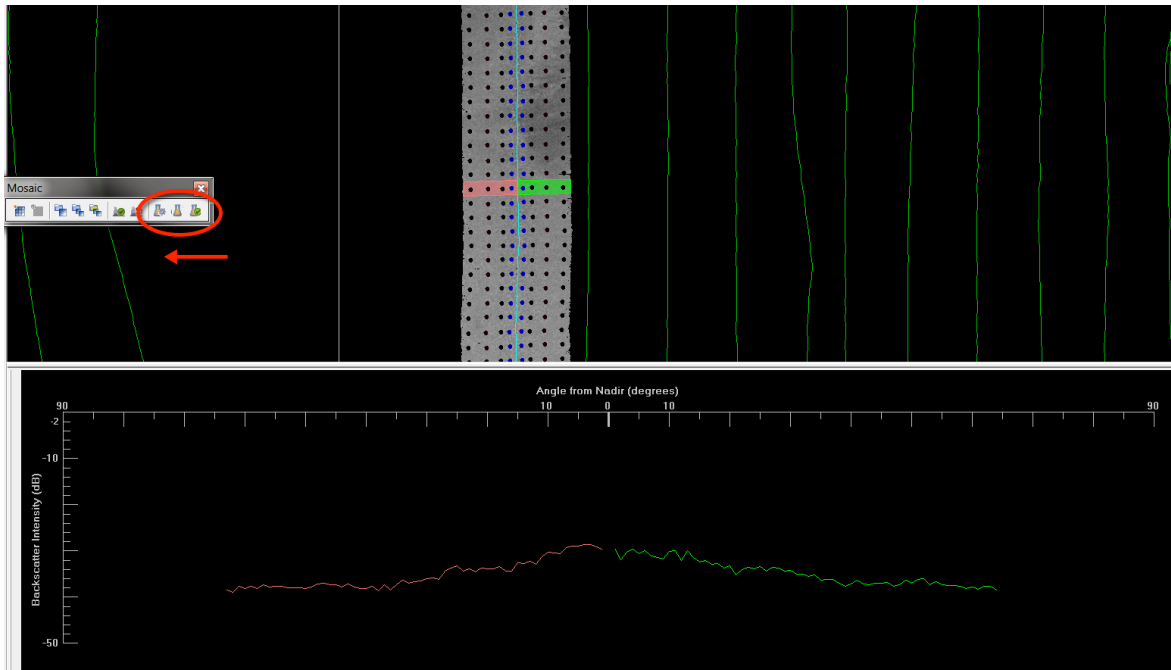 Mosaic
Angle from Nadir (degrees)
90 10 0 10 90
-2
-10
Backscatter Intensity (dB)
-50